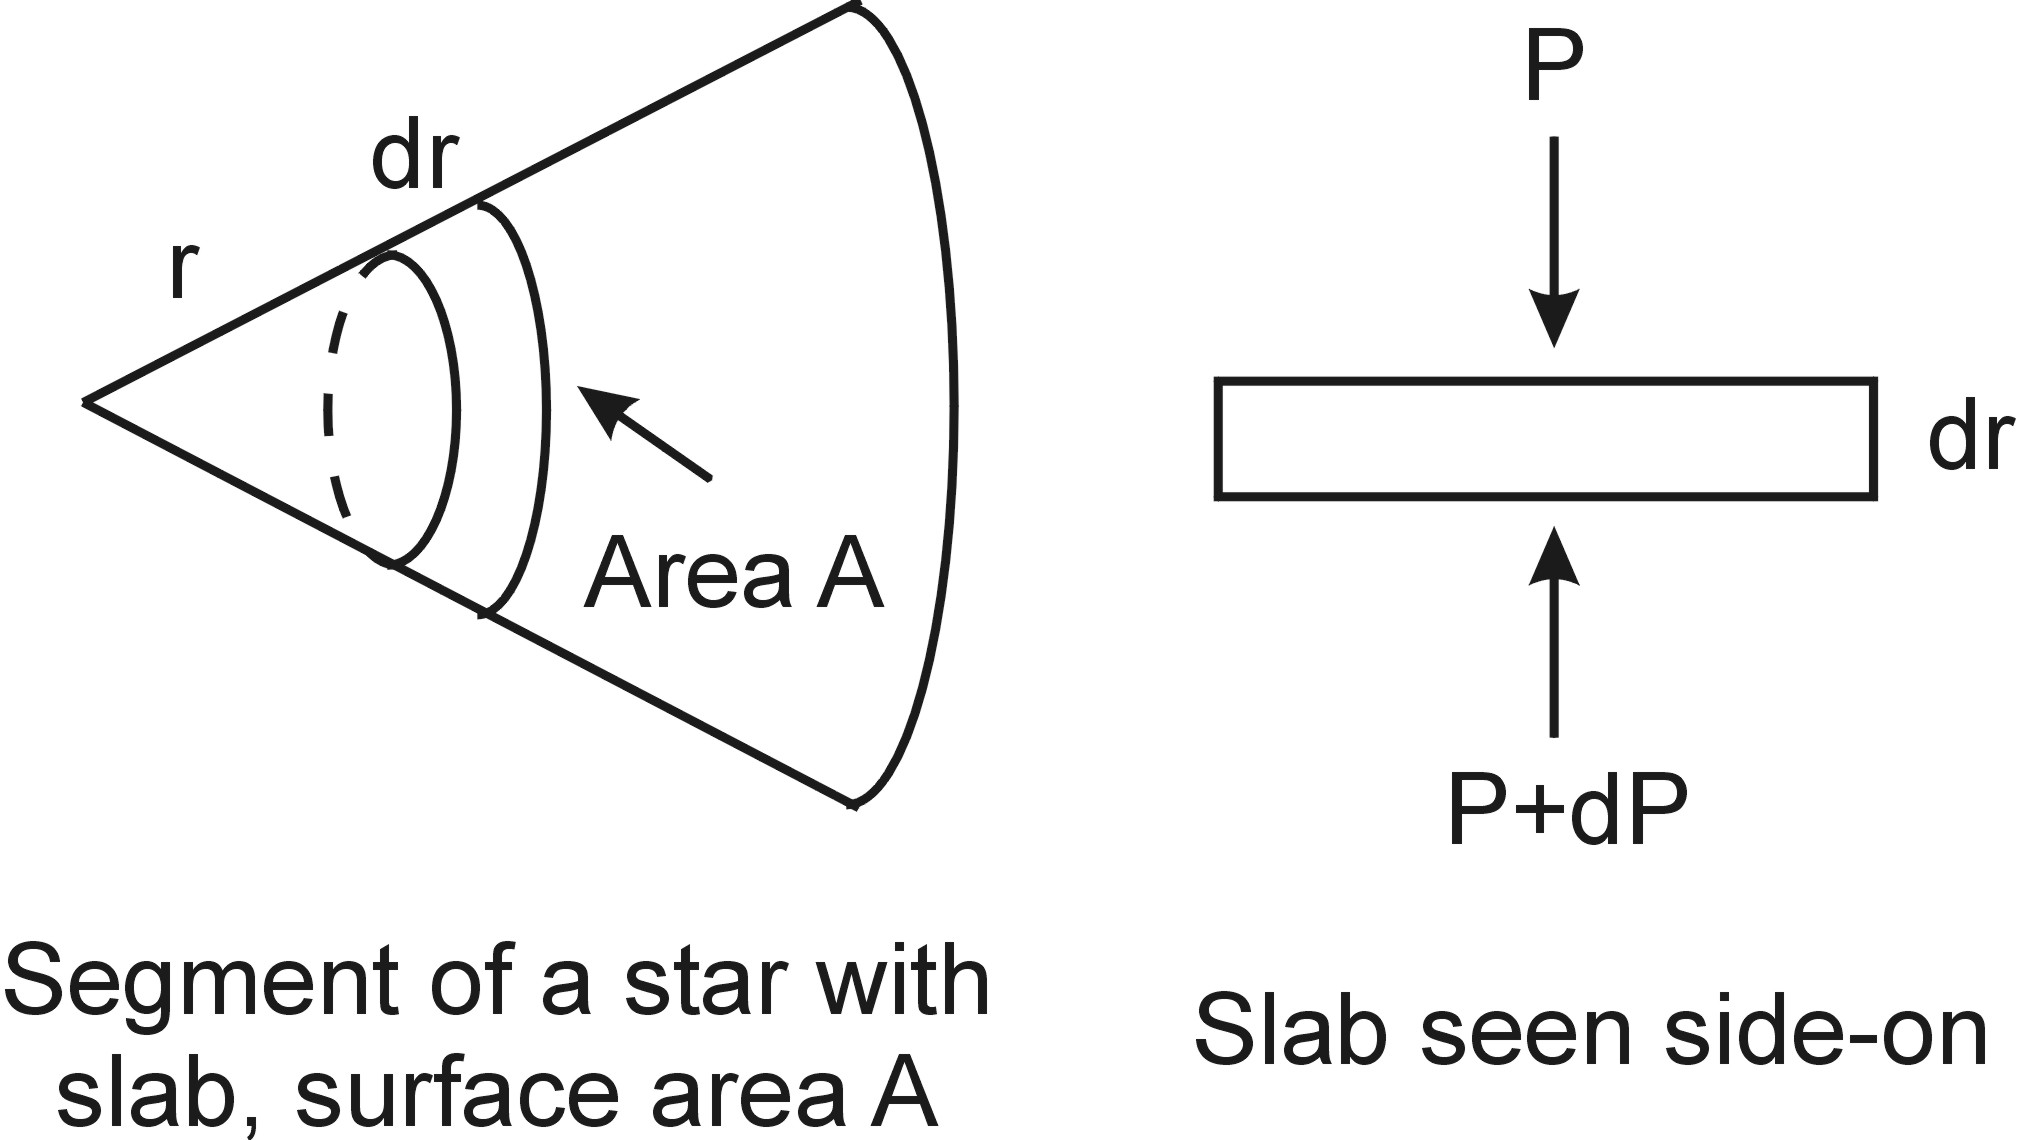 r
dr
Area A
Segment of a star with
slab, surface area A
P
dr
P+dP
Slab seen side-on